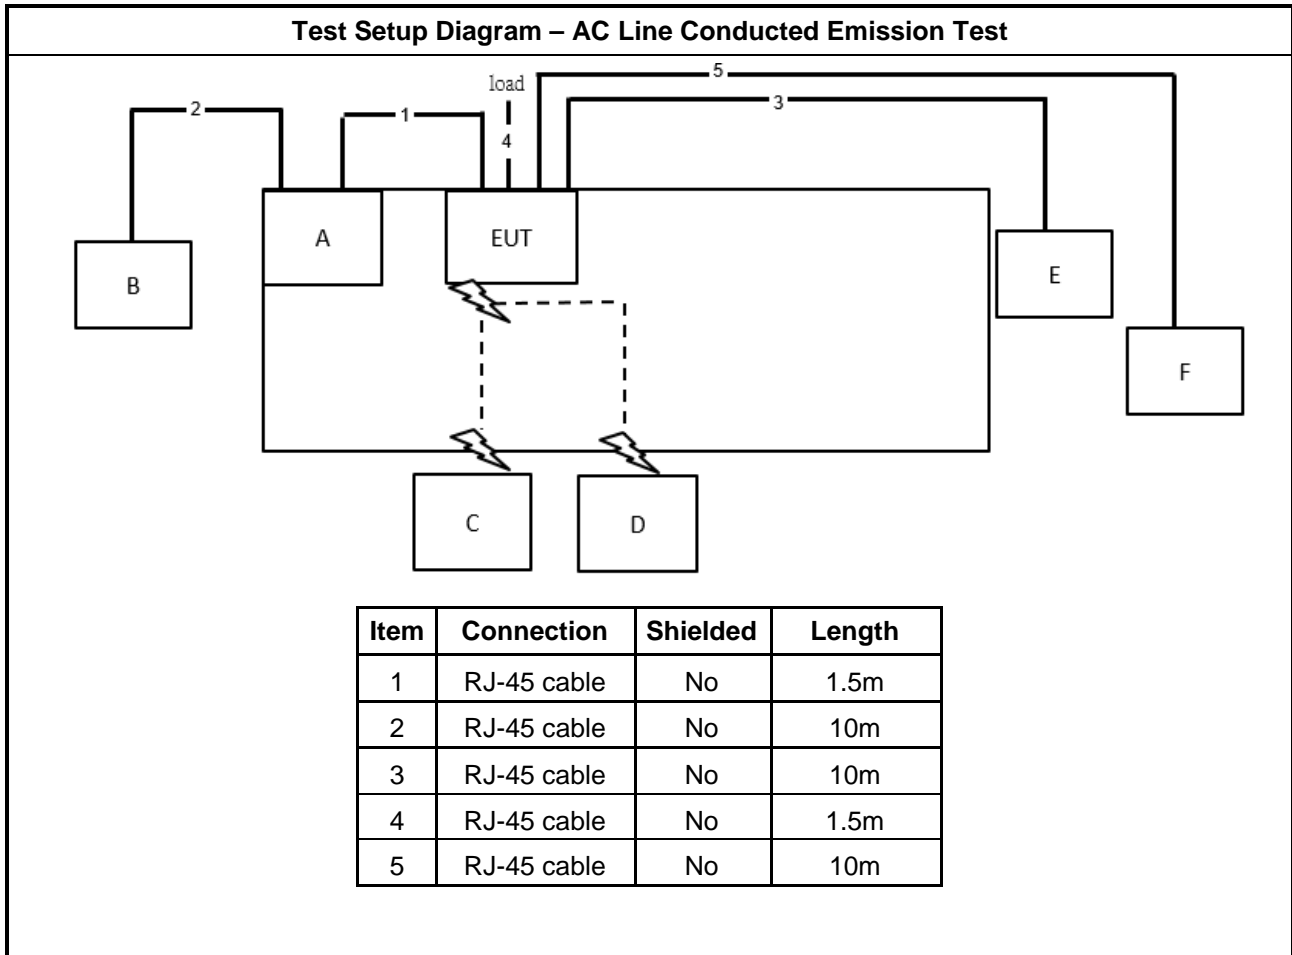 Test Setup Diagram – AC Line Conducted Emission Test
5
load
2
1
3
4
A
EUT
B
E
F
C
D
Item Connection Shielded Length
1 RJ-45 cable No 1.5m
2 RJ-45 cable No 10m
3 RJ-45 cable No 10m
4 RJ-45 cable No 1.5m
5 RJ-45 cable No 10m